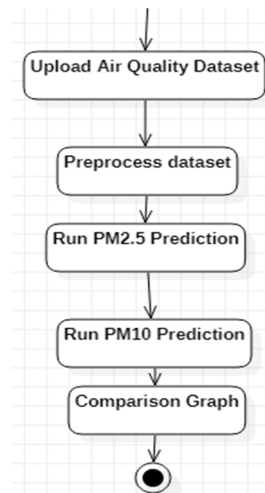 Upload Air Quality Dataset
Preprocess dataset
Run PM2.5 Prediction
Run PM10 Prediction
Comparison Graph